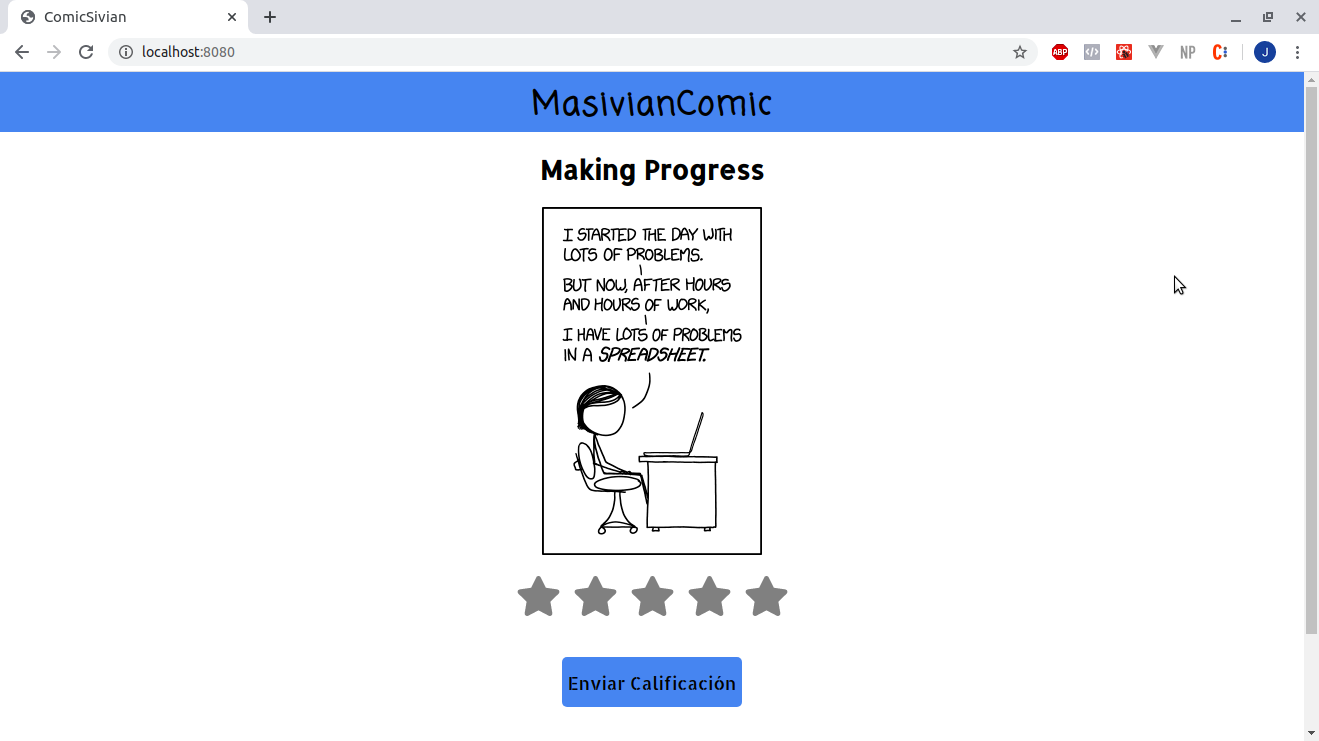 ComicSivian
localhost:8080
ABP
NP
C:
J
MasivianComic
Making Progress
I STARTED THE DAY WITH
LOTS OF PROBLEMS.
BUT NOW, AFTER HOURS
AND HOURS OF WORK,
I HAVE LOTS OF PROBLEMS
IN A SPREADSHEET.
Enviar Calificación